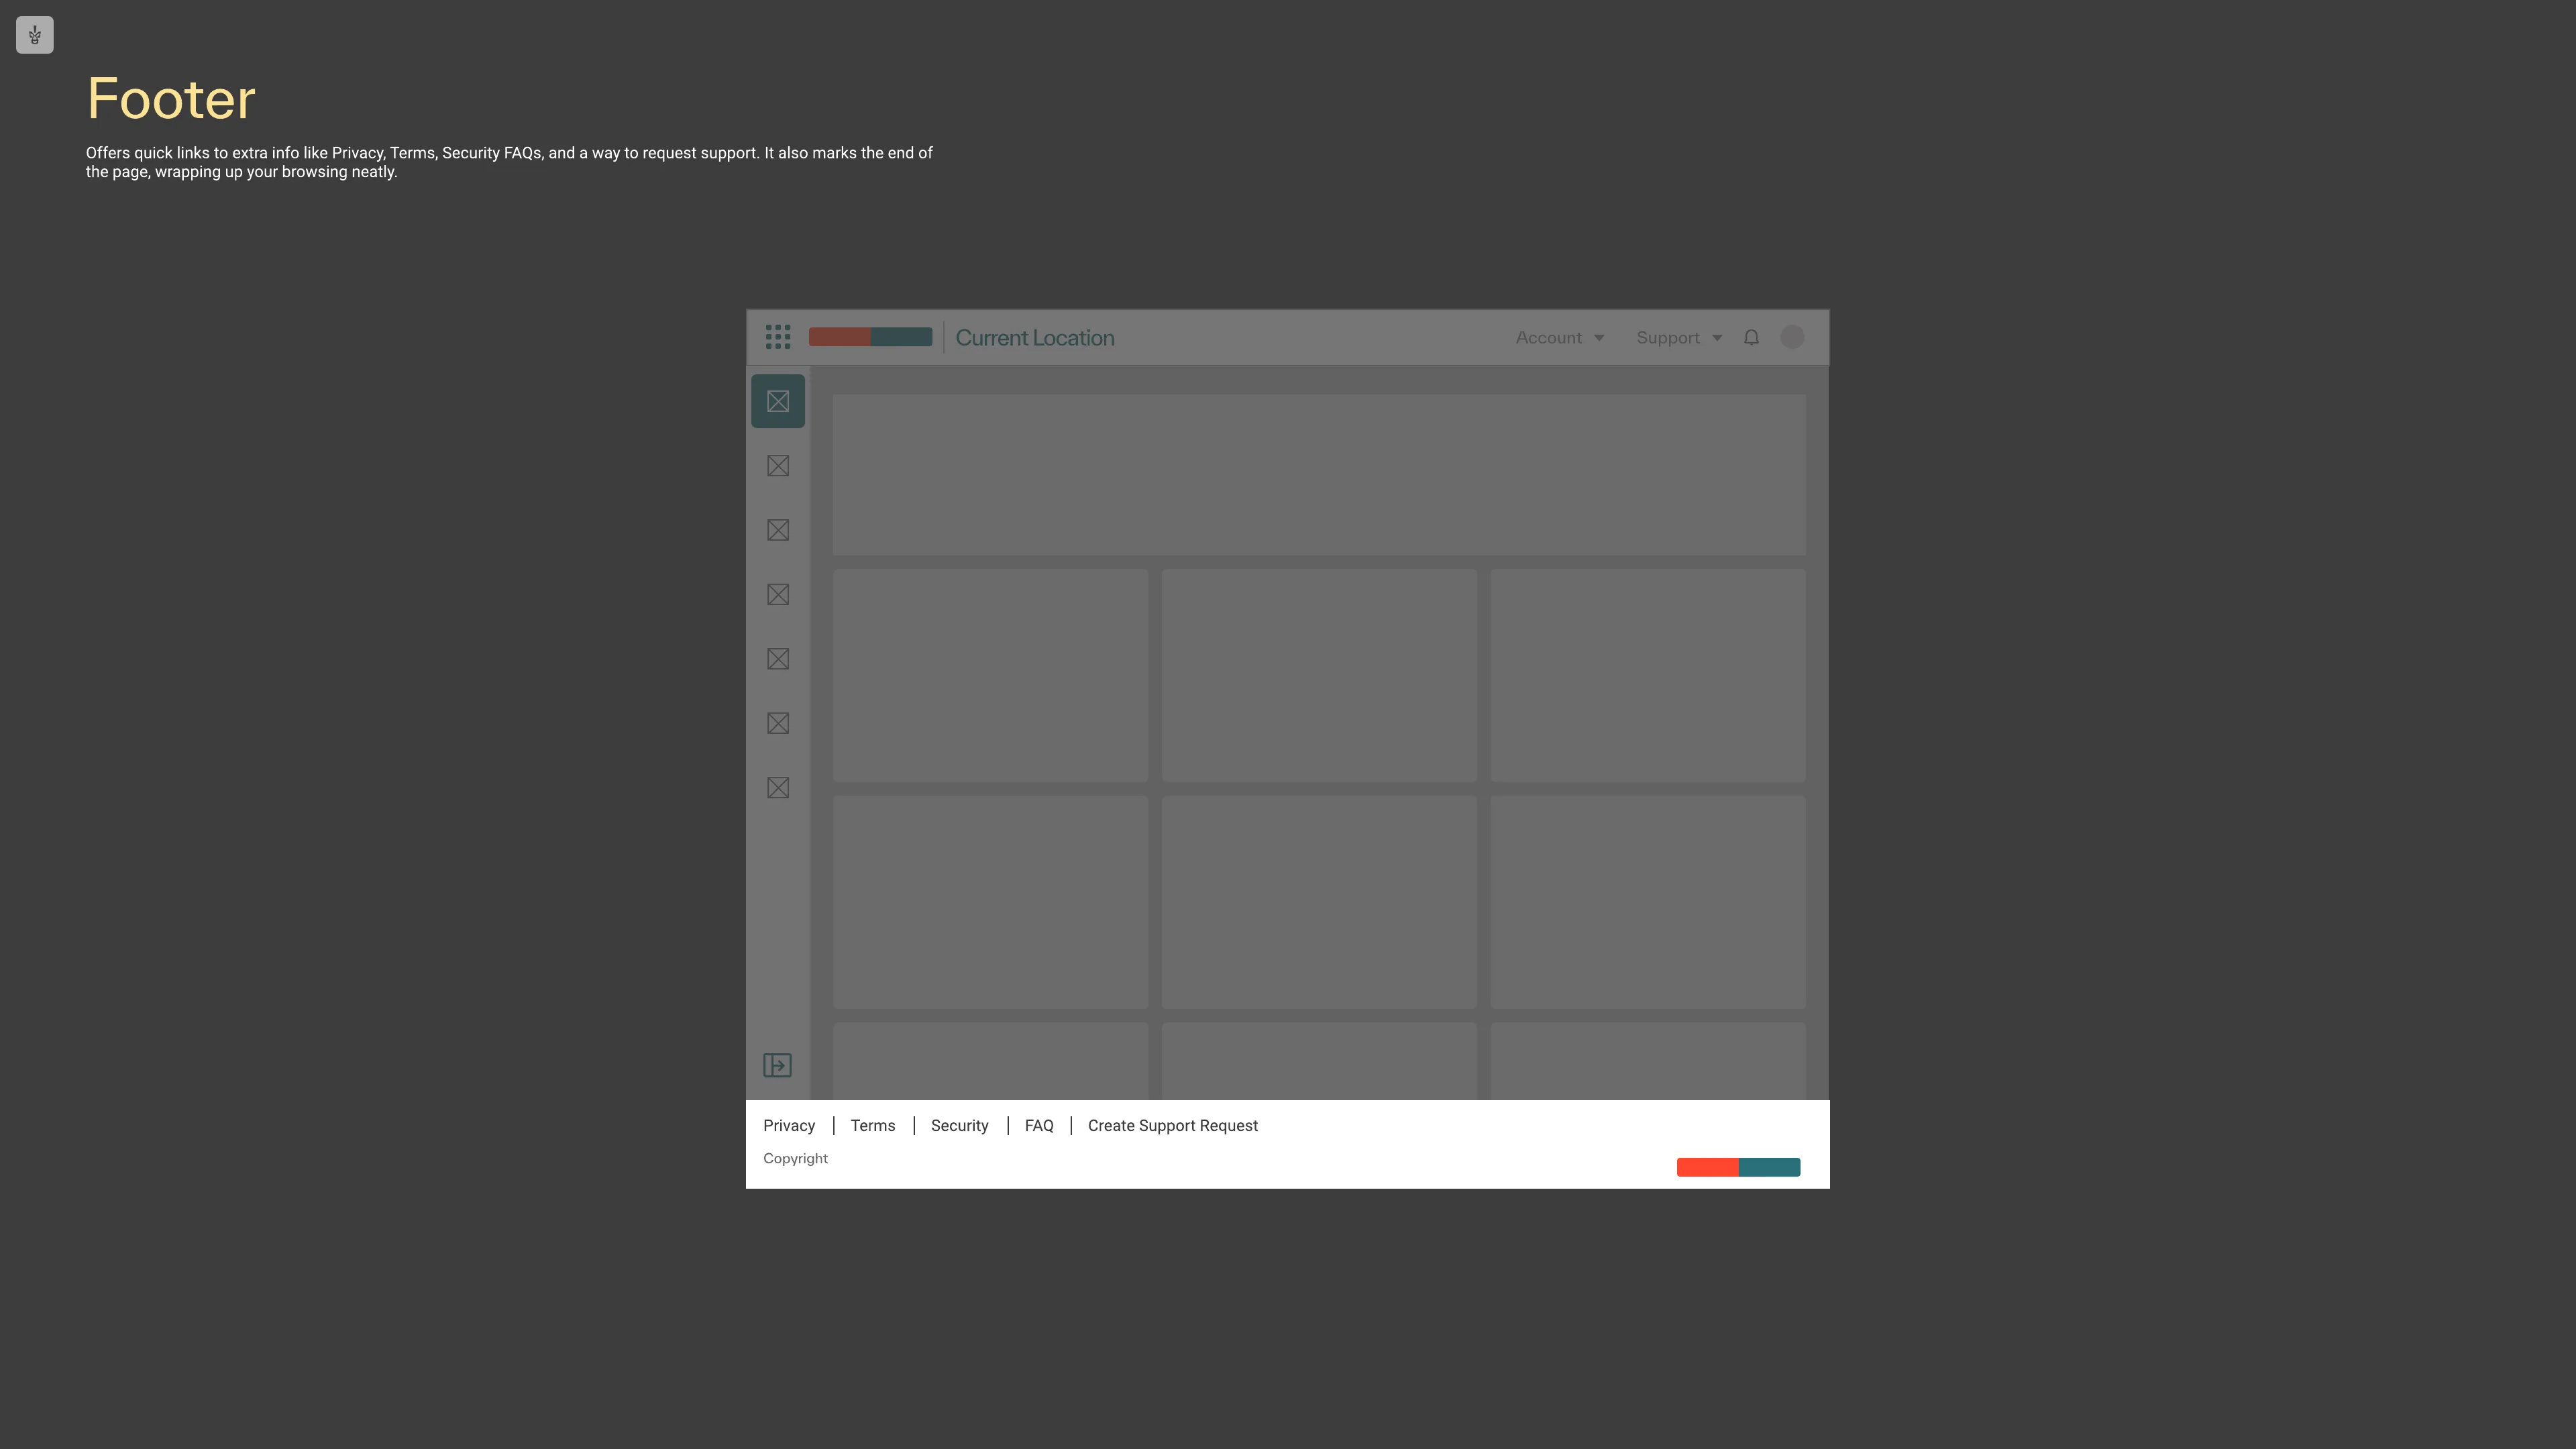 Footer
Offers quick links to extra info like Privacy, Terms, Security FAQs, and a way to request support. It also marks the end of
the page, wrapping up your browsing neatly.
Current Location Account Support
Privacy | Terms | Security | FAQ | Create Support Request
Copyright